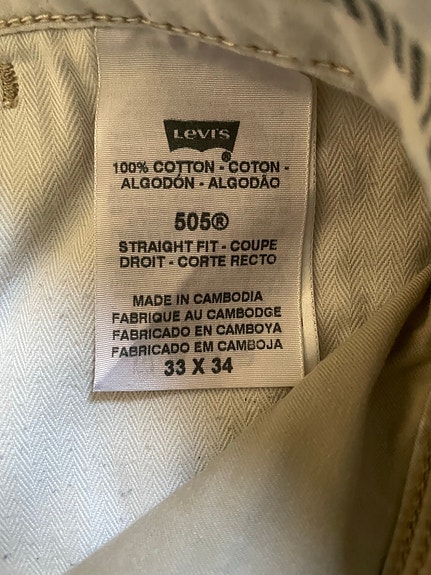 Levi's
®
100% COTTON - COTON -
ALGODÓN - ALGODÃO
505®
STRAIGHT FIT - COUPE
DROIT - CORTE RECTO
MADE IN CAMBODIA
FABRIQUE AU CAMBODGE
FABRICADO EN CAMBOYA
FABRICADO EM CAMBOJA
33 X 34